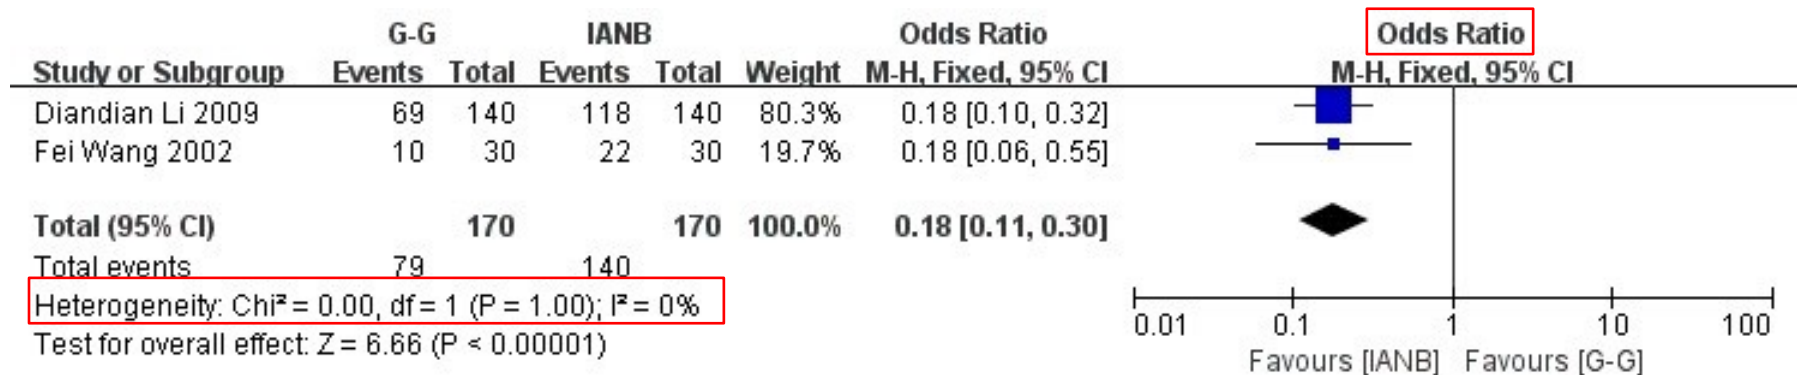 G-G IANB Odds Ratio Odds Ratio
Study or Subgroup Events Total Events Total Weight M-H, Fixed, 95% CI M-H, Fixed, 95% CI
Diandian Li 2009 69 140 118 140 80.3% 0.18 [0.10, 0.32]
Fei Wang 2002 10 30 22 30 19.7% 0.18 [0.06, 0.55]
Total (95% CI) 170 170 100.0% 0.18 [0.11, 0.30]
Total events 79 140
Heterogeneity: Chi² = 0.00, df = 1 (P = 1.00); I² = 0%
Test for overall effect: Z = 6.66 (P < 0.00001)
0.01 0.1 1 10 100
Favours [IANB] Favours [G-G]